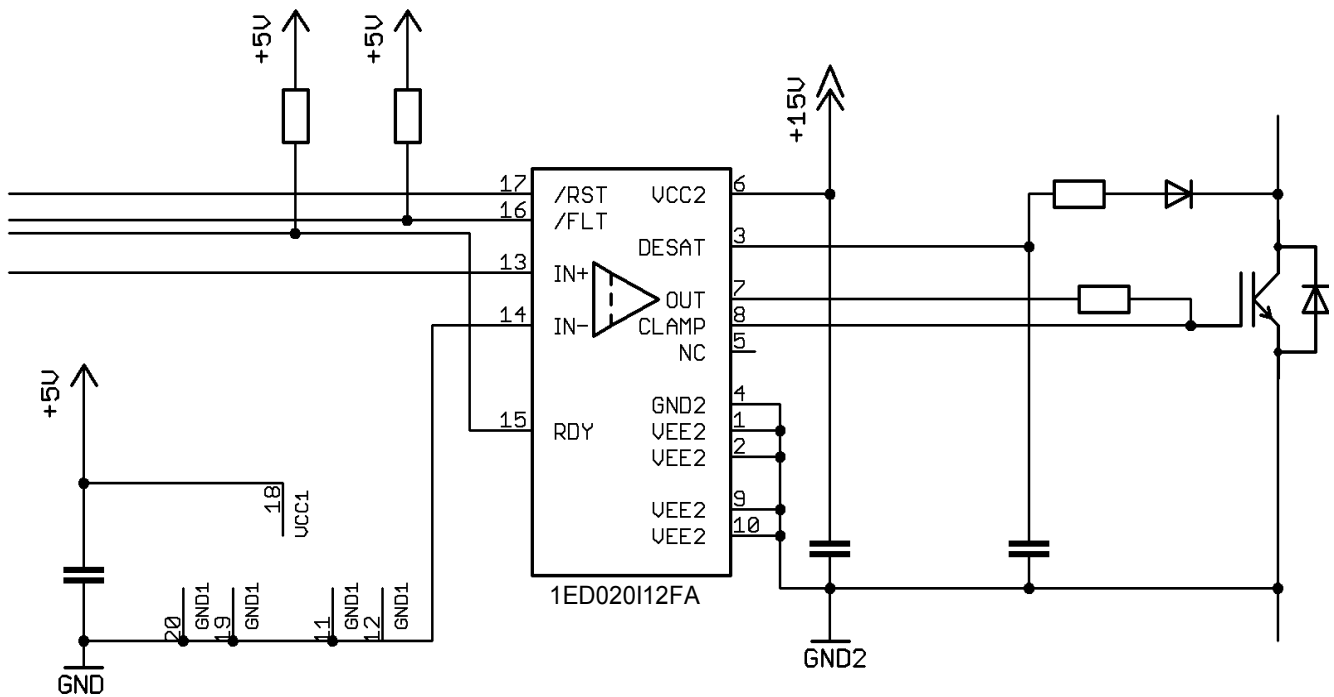 +5V
+5V
+15V
17
/RST
VCC2
6
16
/FLT
DESAT
3
13
IN+
OUT
7
14
IN-
CLAMP
8
NC
5
+5V
GND2
4
15
RDY
VEE2
1
VEE2
2
18
VCC1
VEE2
9
VEE2
10
1ED020I12FA
20
GND1
19
GND1
11
GND1
12
GND1
GND
GND2